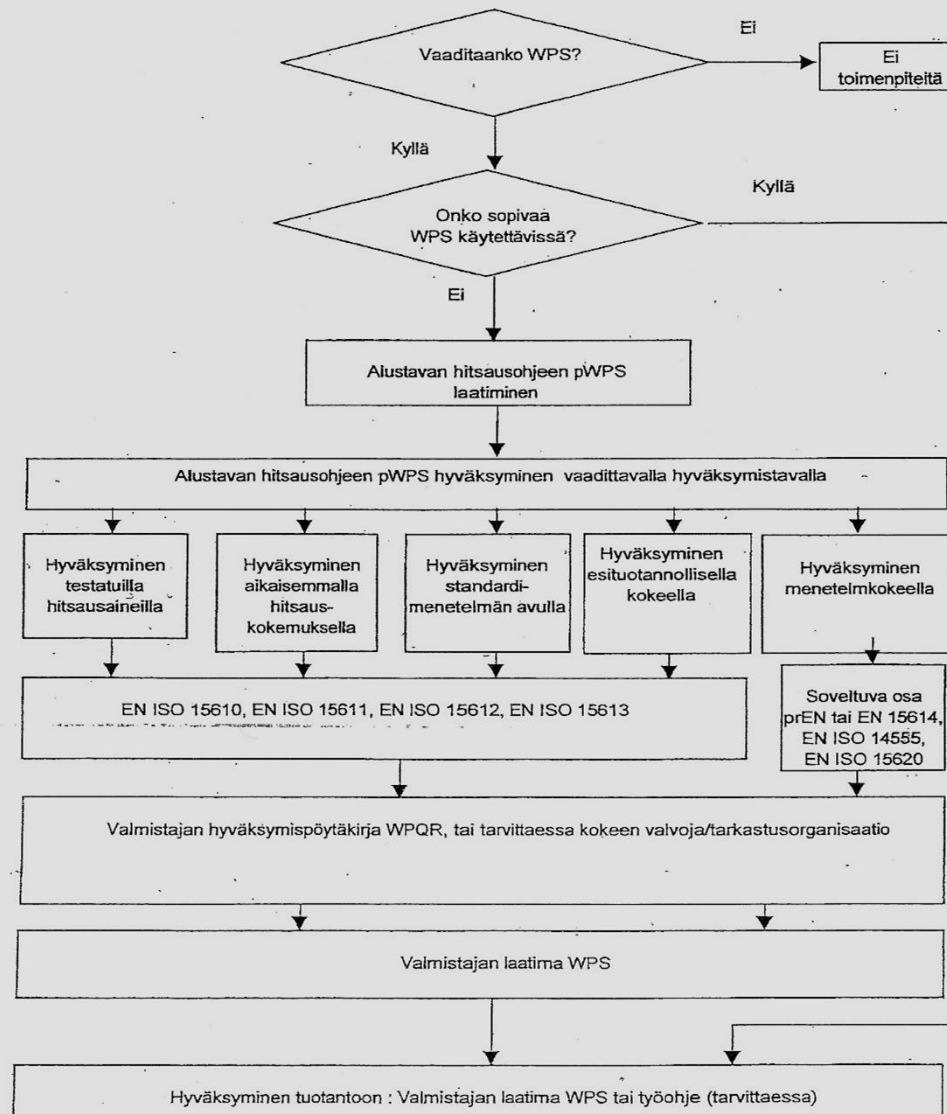 Vaaditaanko WPS?
Ei
Ei
toimenpiteitä
Kyllä
Onko sopivaa
WPS käytettävissä?
Kyllä
Ei
Alustavan hitsausohjeen pWPS
laatiminen
Alustavan hitsausohjeen pWPS hyväksyminen vaadittavalla hyväksymistavalla
Hyväksyminen
testatuilla
hitsausaineilla
Hyväksyminen
aikaisemmalla
hitsaus-
kokemuksella
Hyväksyminen
standardi-
menetelmän avulla
Hyväksyminen
esituotannollisella
kokeella
Hyväksyminen
menetelmkokeella
EN ISO 15610, EN ISO 15611, EN ISO 15612, EN ISO 15613
Soveltuva osa
prEN tai EN 15614,
EN ISO 14555,
EN ISO 15620
Valmistajan hyväksymispöytäkirja WPQR, tai tarvittaessa kokeen valvoja/tarkastusorganisaatio
Valmistajan laatima WPS
Hyväksyminen tuotantoon : Valmistajan laatima WPS tai työohje (tarvittaessa)